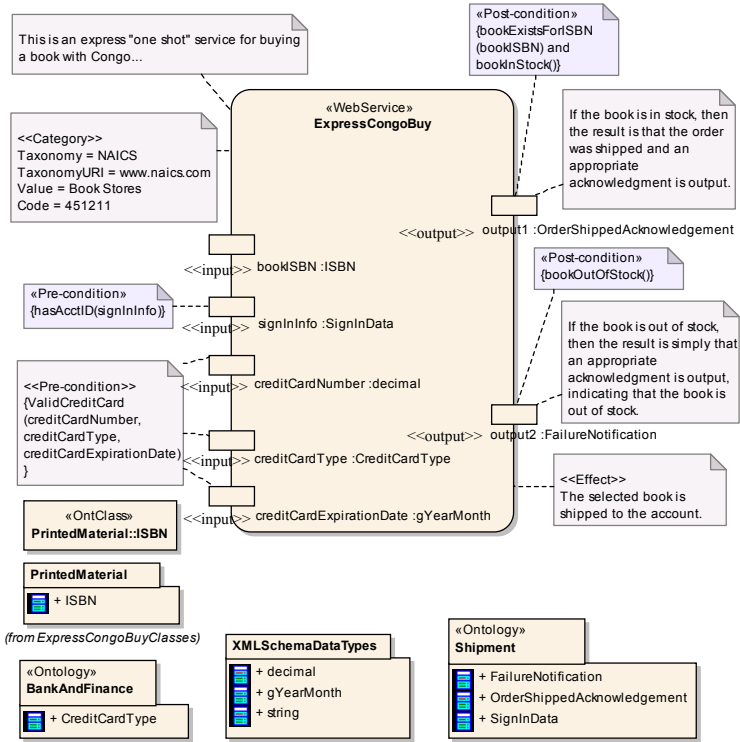 This is an express "one shot" service for buying
a book with Congo...
«Post-condition»
{bookExistsForISBN
(bookISBN) and
bookInStock()}
«WebService»
ExpressCongoBuy
<<Category>>
Taxonomy = NAICS
TaxonomyURI = www.naics.com
Value = Book Stores
Code = 451211
If the book is in stock, then
the result is that the order
was shipped and an
appropriate
acknowledgment is output.
<<output>> output1 :OrderShippedAcknowledgement
<<input>> bookISBN :ISBN
«Post-condition»
{bookOutOfStock()}
«Pre-condition»
{hasAcctID(signInInfo)}
<<input>> signInInfo :SignInData
If the book is out of stock,
then the result is simply that
an appropriate
acknowledgment is output,
indicating that the book is
out of stock.
<<Pre-condition>>
{ValidCreditCard
(creditCardNumber,
creditCardType,
creditCardExpirationDate)
}
<<input>> creditCardNumber :decimal
<<output>> output2 :FailureNotification
<<input>> creditCardType :CreditCardType
<<Effect>>
The selected book is
shipped to the account.
<<input>> creditCardExpirationDate :gYearMonth
«OntClass»
PrintedMaterial::ISBN
PrintedMaterial
+ ISBN
(from ExpressCongoBuyClasses)
«Ontology»
BankAndFinance
+ CreditCardType
XMLSchemaDataTypes
+ decimal
+ gYearMonth
+ string
«Ontology»
Shipment
+ FailureNotification
+ OrderShippedAcknowledgement
+ SignInData